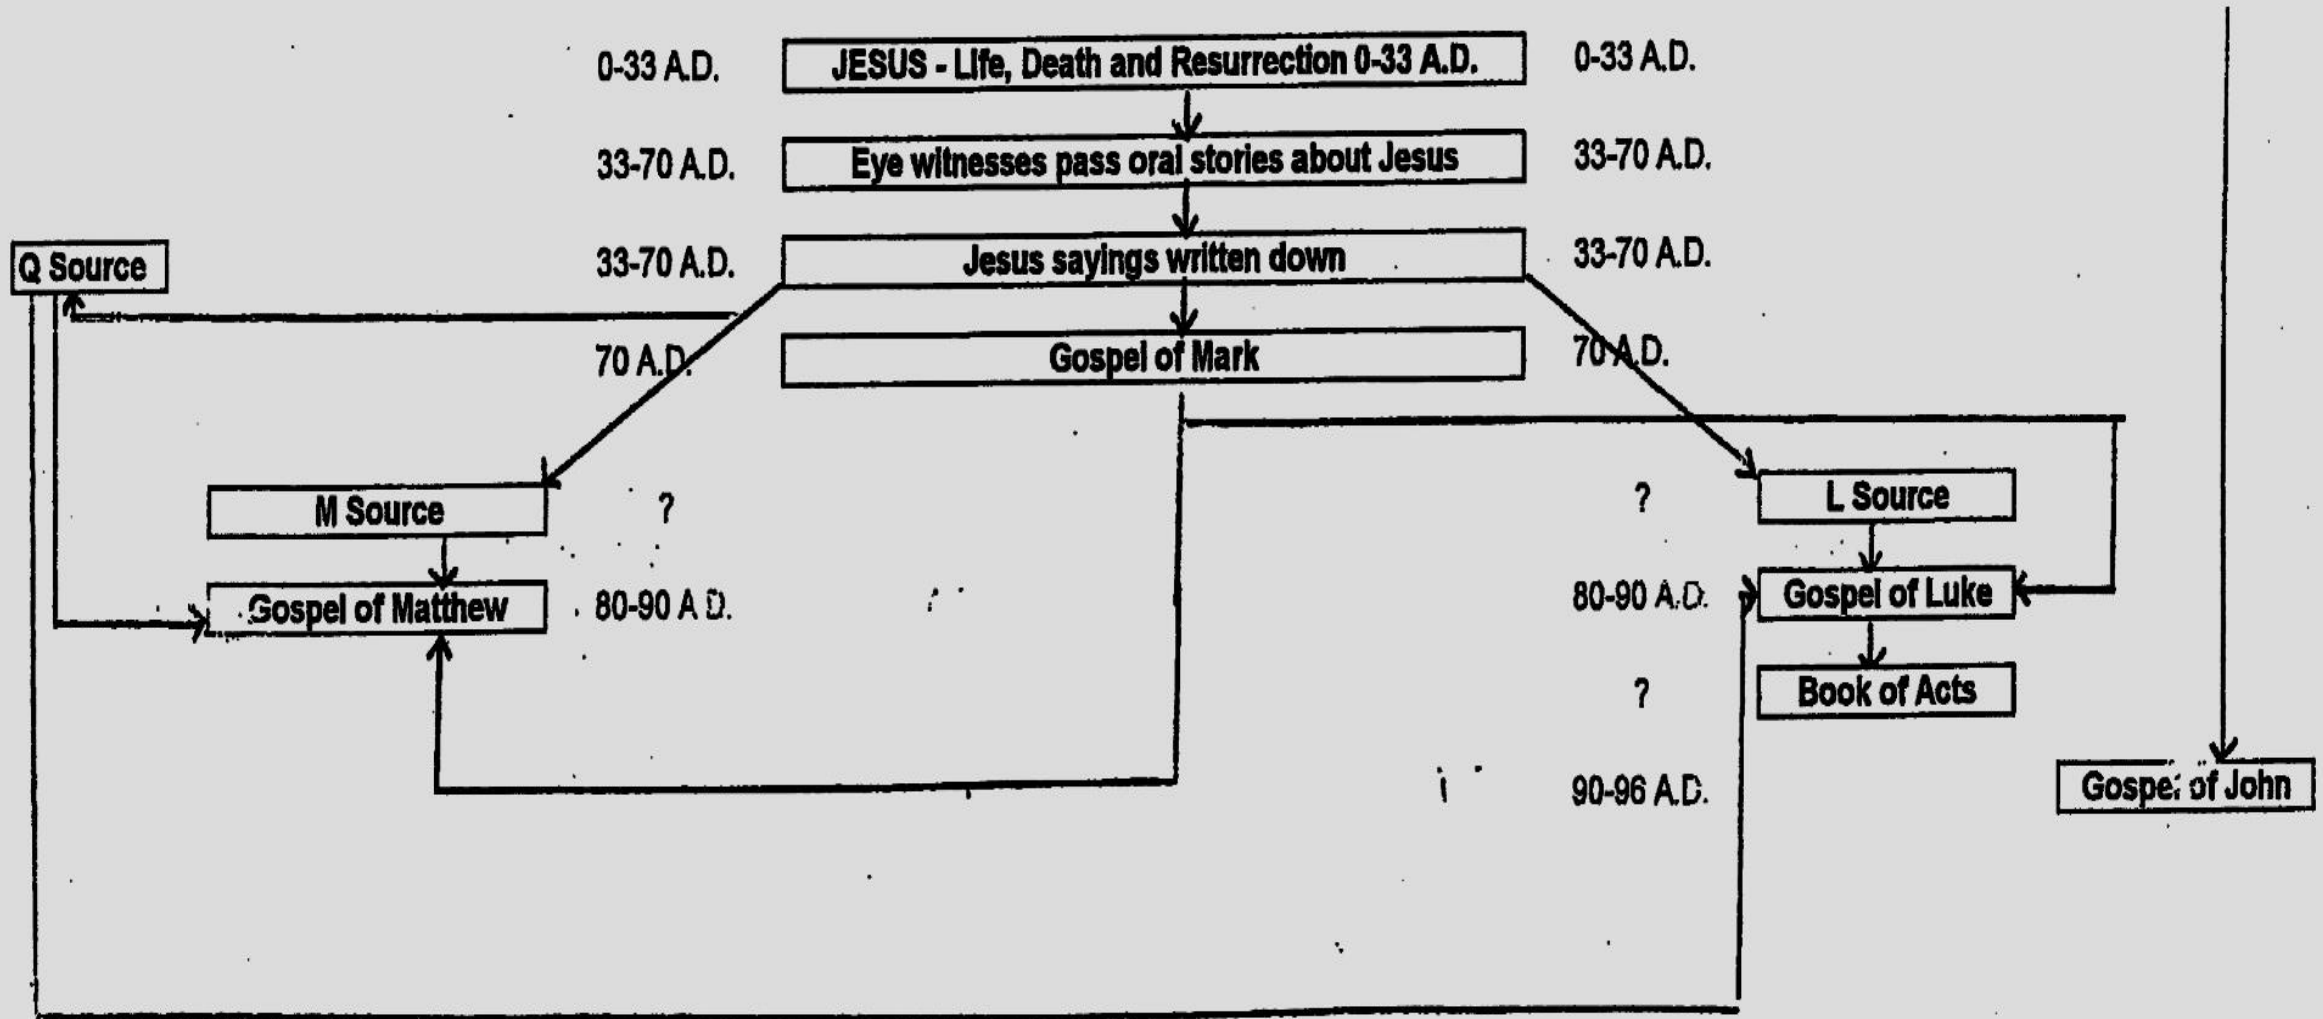 0-33 A.D. JESUS - Life, Death and Resurrection 0-33 A.D. 0-33 A.D.
33-70 A.D. Eye witnesses pass oral stories about Jesus 33-70 A.D.
Q Source 33-70 A.D. Jesus sayings written down 33-70 A.D.
70 A.D. Gospel of Mark 70 A.D.
M Source ? ? L Source
Gospel of Matthew 80-90 A.D. 80-90 A.D. Gospel of Luke
? Book of Acts
90-96 A.D. Gospel of John